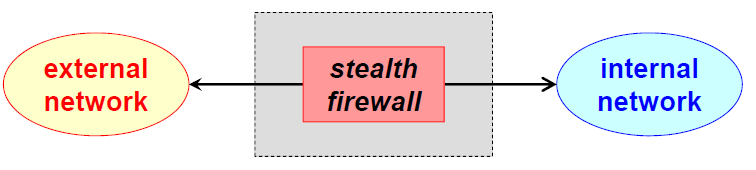 external
network
stealth
firewall
internal
network